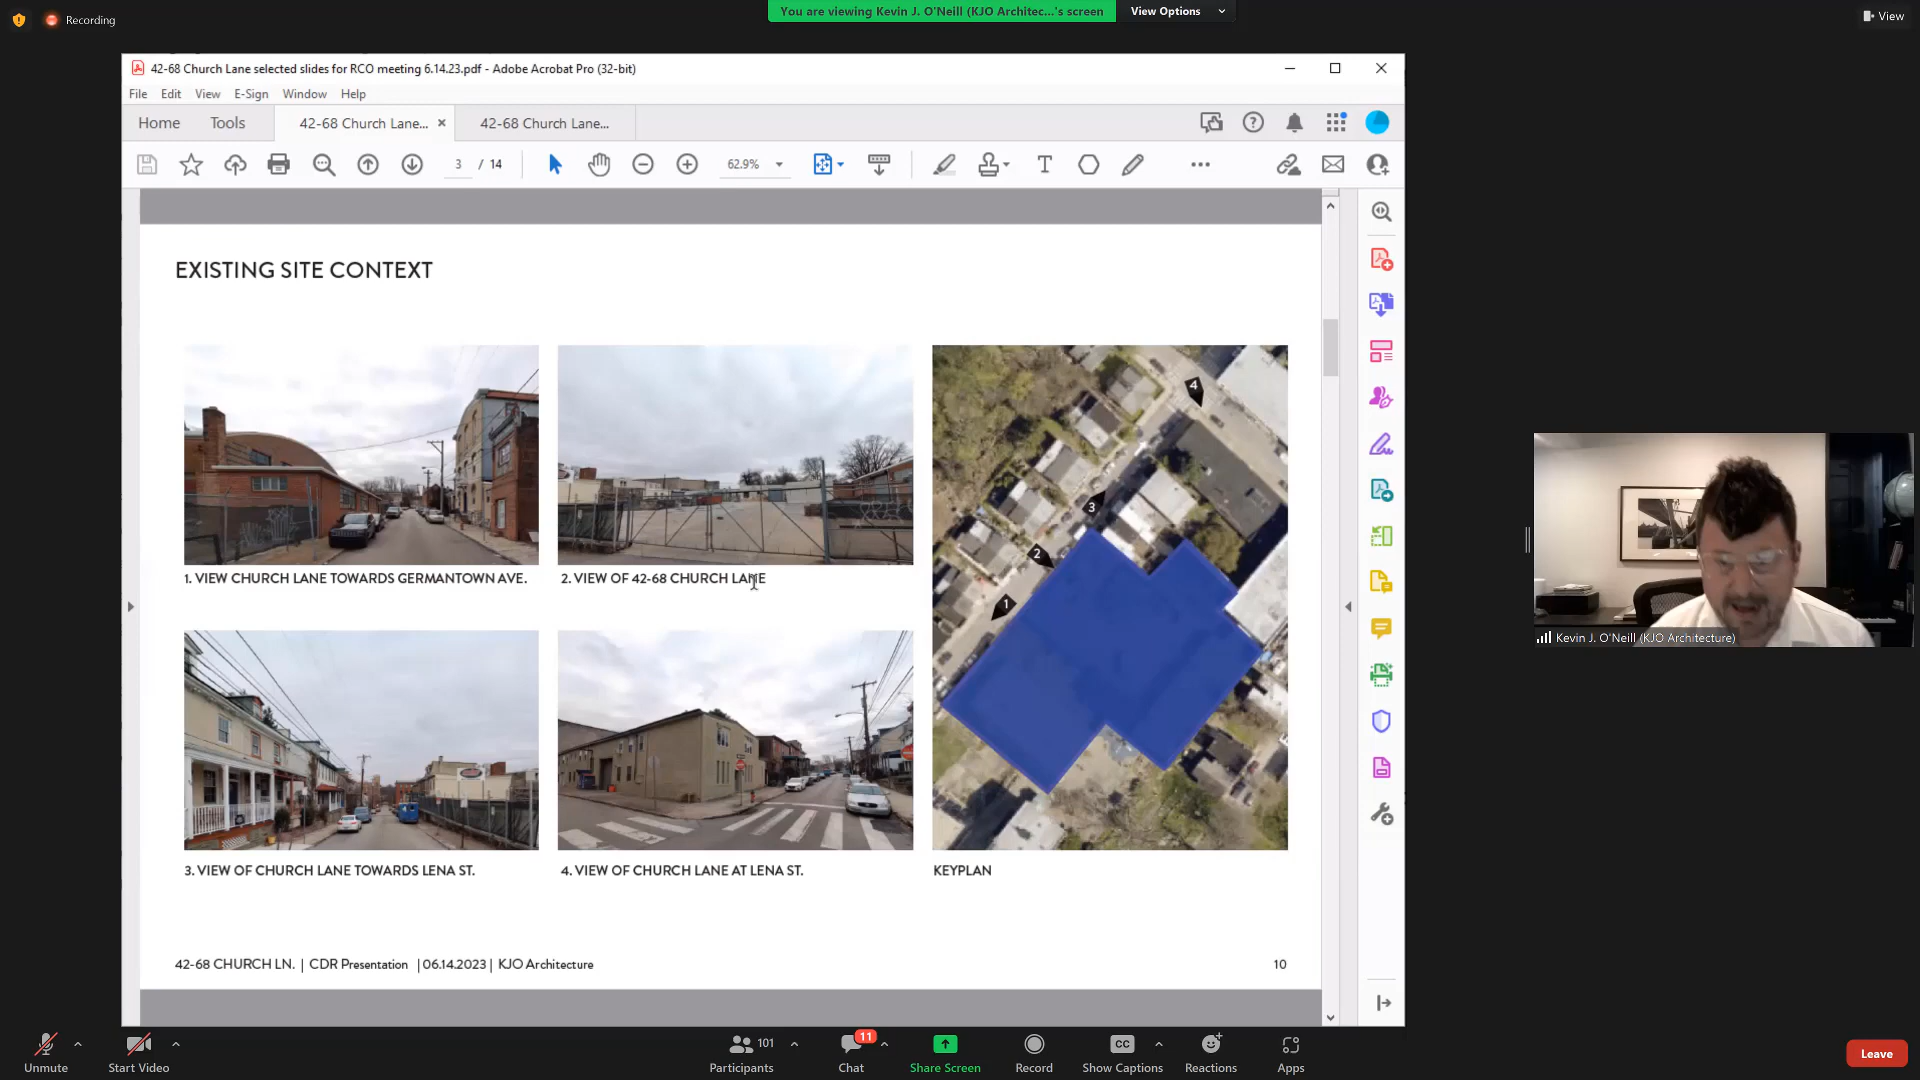 Recording
You are viewing Kevin J. O'Neill (KJO Architec...'s screen
View Options
View
42-68 Church Lane selected slides for RCO meeting 6.14.23.pdf - Adobe Acrobat Pro (32-bit)
File Edit View E-Sign Window Help
Home Tools 42-68 Church Lane... 42-68 Church Lane...
3 / 14 62.9%
EXISTING SITE CONTEXT
4
3
2
1
1. VIEW CHURCH LANE TOWARDS GERMANTOWN AVE.
2. VIEW OF 42-68 CHURCH LANE
3. VIEW OF CHURCH LANE TOWARDS LENA ST.
4. VIEW OF CHURCH LANE AT LENA ST.
KEYPLAN
42-68 CHURCH LN. | CDR Presentation | 06.14.2023 | KJO Architecture
10
Kevin J. O'Neill (KJO Architecture)
Unmute
Start Video
101
Participants
11
Chat
Share Screen
Record
CC
Show Captions
Reactions
Apps
Leave